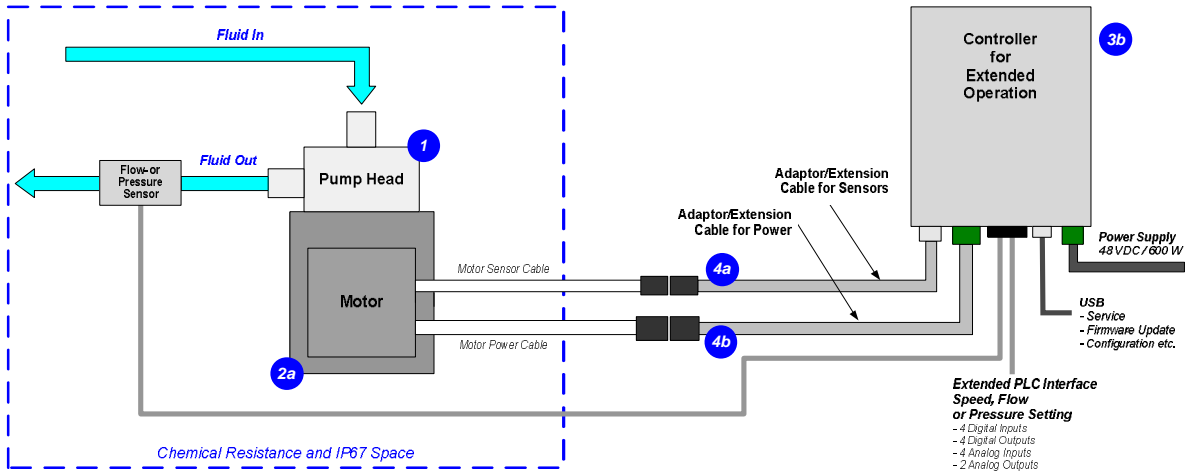 Fluid In
Controller
for
Extended
Operation
3b
1
Fluid Out
Flow-or
Pressure
Sensor
Pump Head
Adaptor/Extension
Cable for Sensors
Adaptor/Extension
Cable for Power
Power Supply
48 VDC / 600 W
Motor Sensor Cable
4a
Motor
USB
- Service
- Firmware Update
- Configuration etc.
Motor Power Cable
4b
2a
Extended PLC Interface
Speed, Flow
or Pressure Setting
- 4 Digital Inputs
- 4 Digital Outputs
- 4 Analog Inputs
- 2 Analog Outputs
Chemical Resistance and IP67 Space